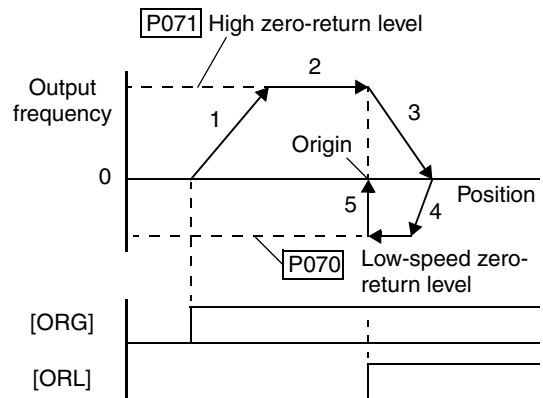 P071 High zero-return level
2
Output
frequency
1
3
Origin
0
Position
5
4
P070
Low-speed zero-
return level
[ORG]
[ORL]